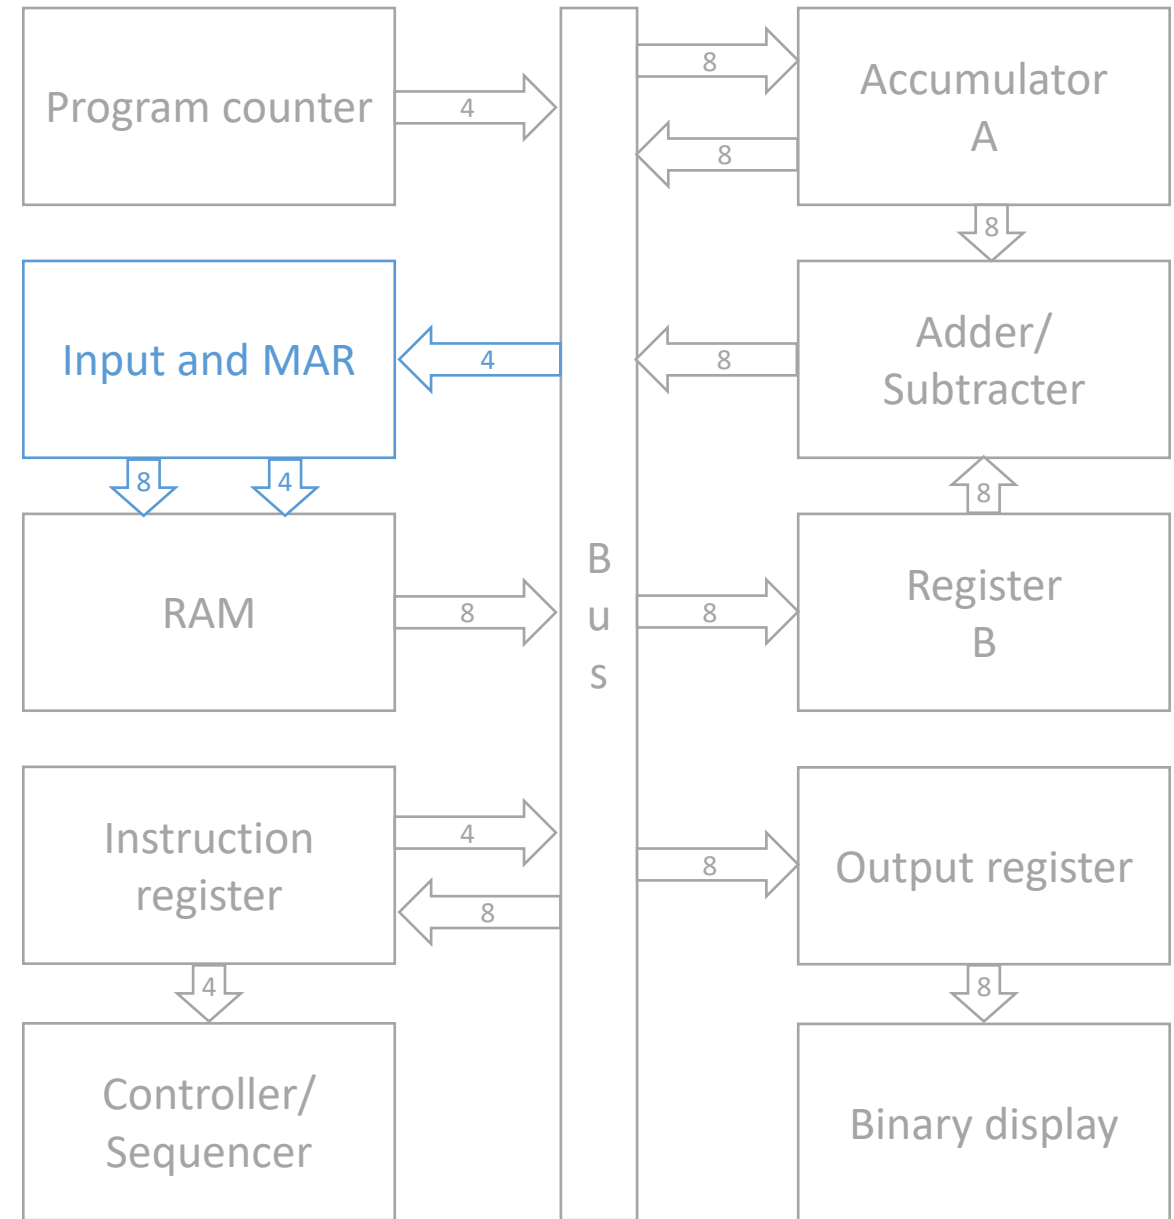 Program counter
4
8
8
Accumulator
A
8
Input and MAR
4
8
4
8
Adder/
Subtracter
8
RAM
8
B
u
s
8
Register
B
Instruction
register
4
8
4
8
Output register
8
Controller/
Sequencer
Binary display